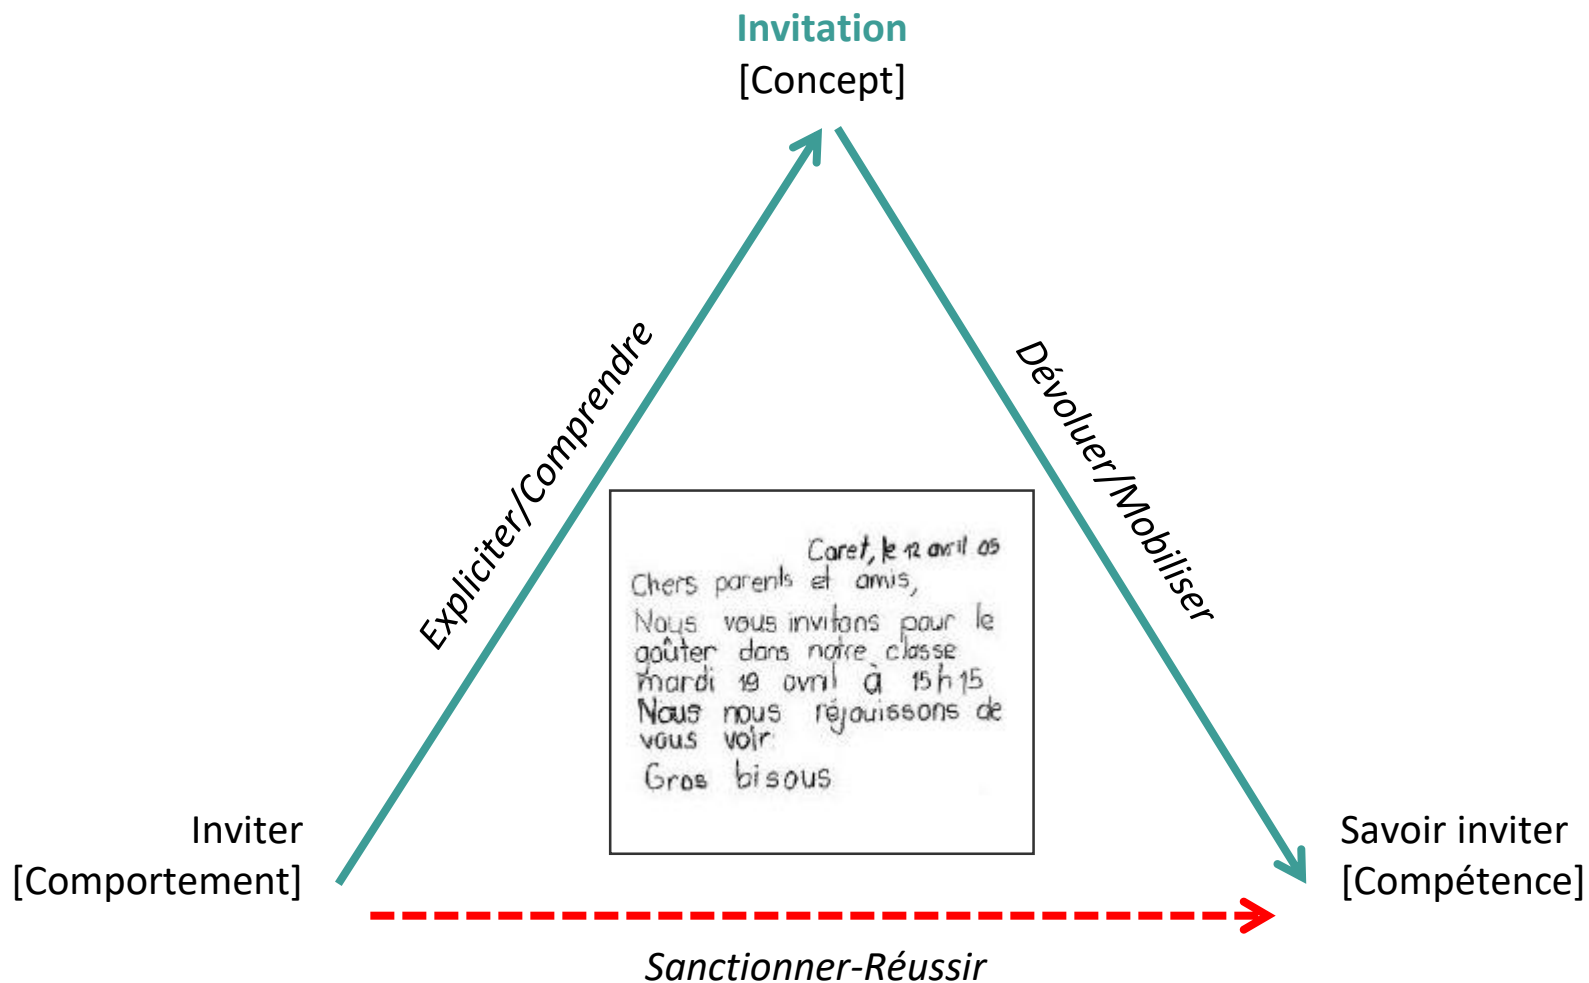 Invitation
[Concept]
Expliciter/Comprendre
Dévoluer/Mobiliser
Caret, le 12 avril 05
Chers parents et amis,
Nous vous invitons pour le
goûter dans notre classe
mardi 19 avril à 15h15
Nous nous réjouissons de
vous voir
Gros bisous
Inviter
[Comportement]
Savoir inviter
[Compétence]
Sanctionner-Réussir